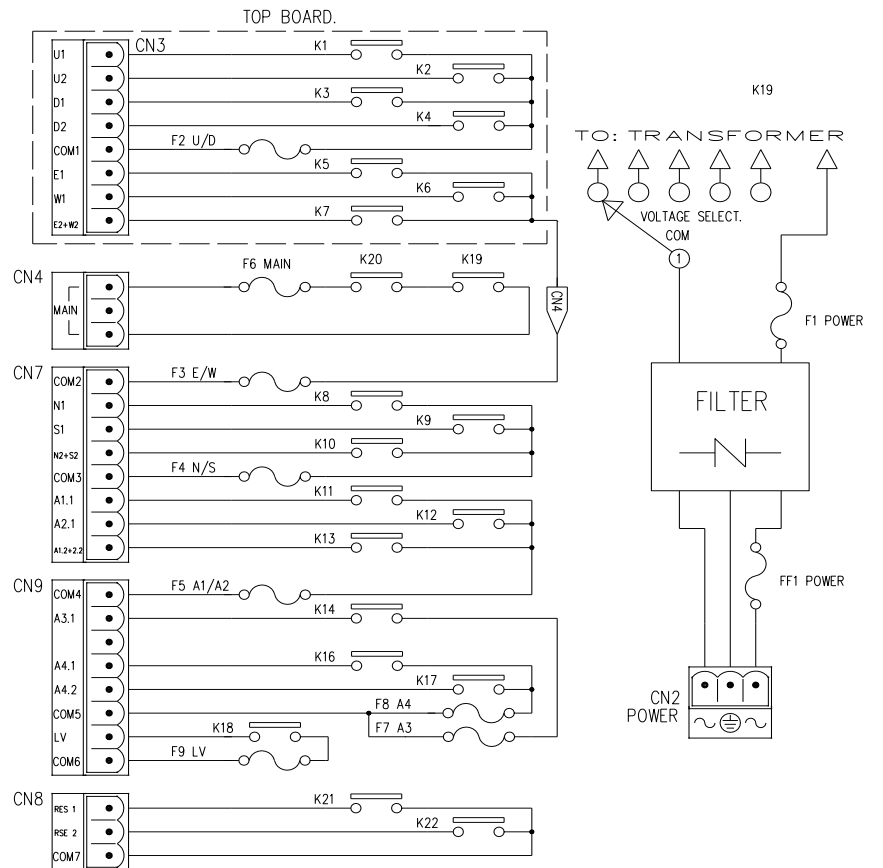 TOP BOARD.
CN3
U1
K1
U2
K2
D1
K3
D2
K4
COM1
F2 U/D
E1
K5
W1
K6
E2+W2
K7
CN4
MAIN
F6 MAIN
K20
K19
CN4
CN7
COM2
F3 E/W
N1
K8
S1
K9
N2+S2
K10
COM3
F4 N/S
A1.1
K11
A2.1
K12
A1.2+2.2
K13
CN9
COM4
F5 A1/A2
A3.1
K14
A4.1
K16
A4.2
K17
COM5
F8 A4
LV
K18
F7 A3
COM6
F9 LV
CN8
RES 1
K21
RSE 2
K22
COM7
K19
TO: TRANSFORMER
VOLTAGE SELECT.
COM
1
F1 POWER
FILTER
FF1 POWER
CN2
POWER